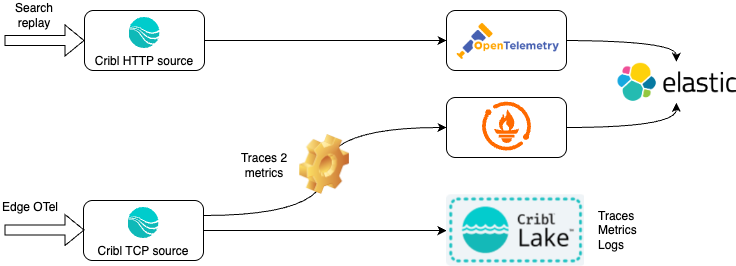 Search
replay
Cribl HTTP source
OpenTelemetry
elastic
Traces 2
metrics
Edge OTel
Cribl TCP source
Cribl
Lake™
Traces
Metrics
Logs